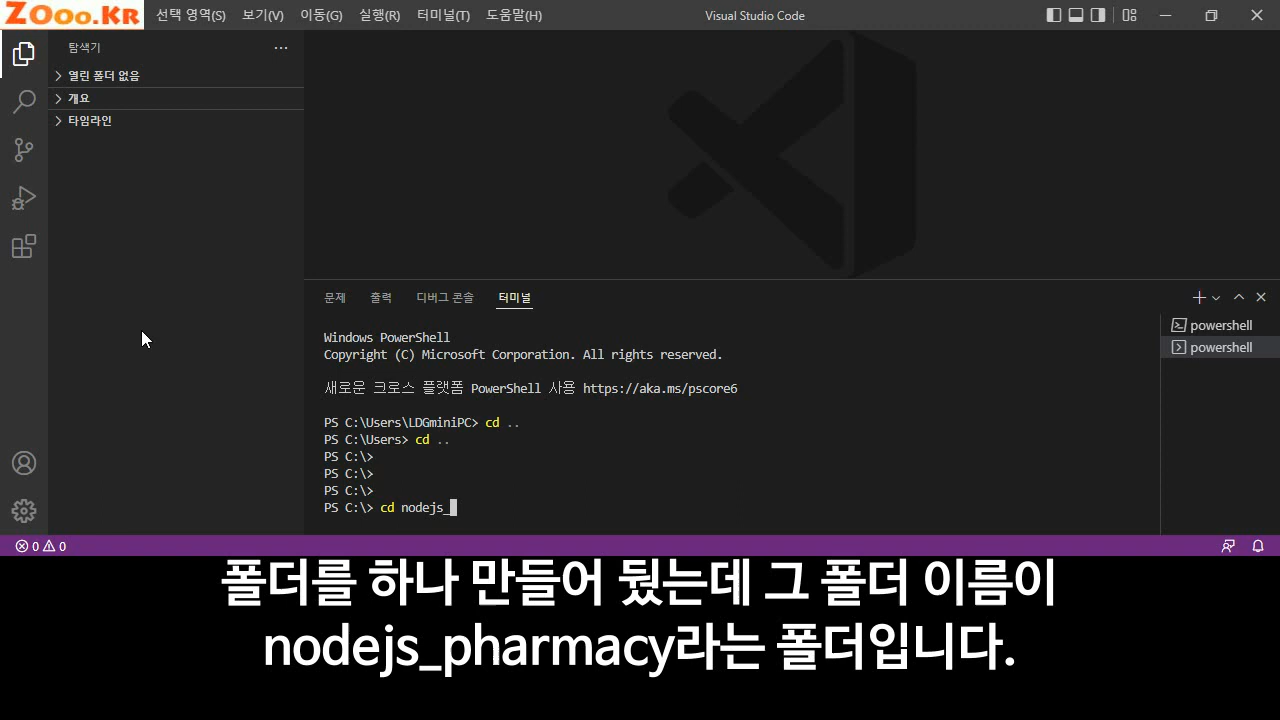 ZOoo.KR
선택 영역(S) 보기(V) 이동(G) 실행(R) 터미널(T) 도움말(H)
Visual Studio Code
탐색기
열린 폴더 없음
개요
타임라인
문제 출력 디버그 콘솔 터미널
powershell
powershell
Windows PowerShell
Copyright (C) Microsoft Corporation. All rights reserved.
새로운 크로스 플랫폼 PowerShell 사용 https://aka.ms/pscore6
PS C:\Users\LDGminiPC> cd ..
PS C:\Users> cd ..
PS C:\>
PS C:\>
PS C:\>
PS C:\> cd nodejs_
0 0
폴더를 하나 만들어 뒀는데 그 폴더 이름이
nodejs_pharmacy라는 폴더입니다.